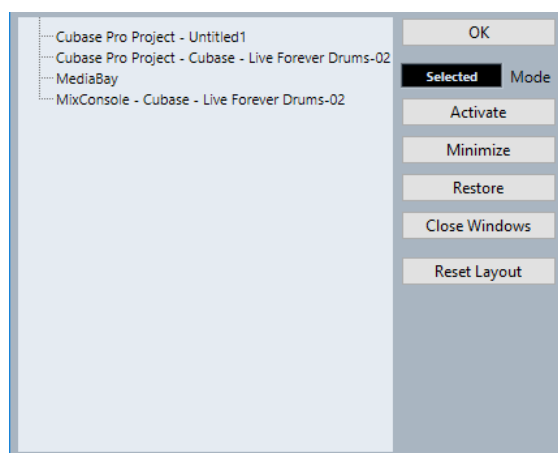 Cubase Pro Project - Untitled1
Cubase Pro Project - Cubase - Live Forever Drums-02
MediaBay
MixConsole - Cubase - Live Forever Drums-02
OK
Selected Mode
Activate
Minimize
Restore
Close Windows
Reset Layout